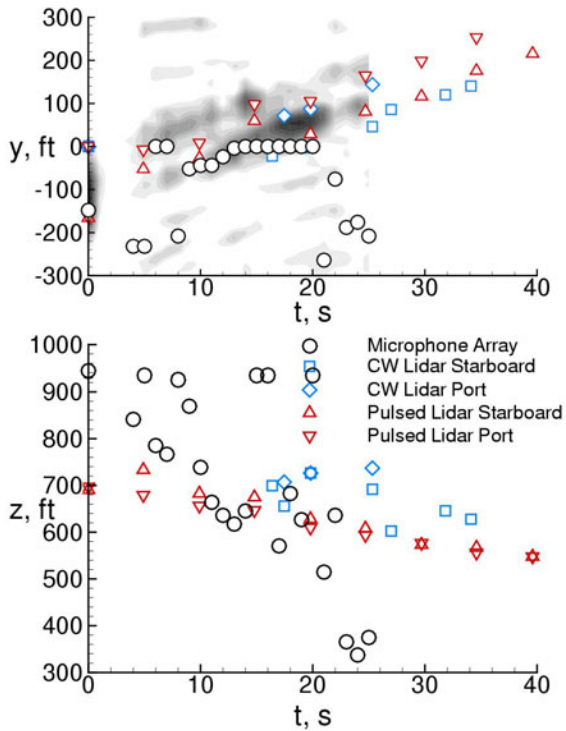 300
200
100
y, ft 0
-100
-200
-300
0 10 20 30 40
t, s
1000
900
800
700
z, ft
600
500
400
300
0 10 20 30 40
t, s
Microphone Array
CW Lidar Starboard
CW Lidar Port
Pulsed Lidar Starboard
Pulsed Lidar Port